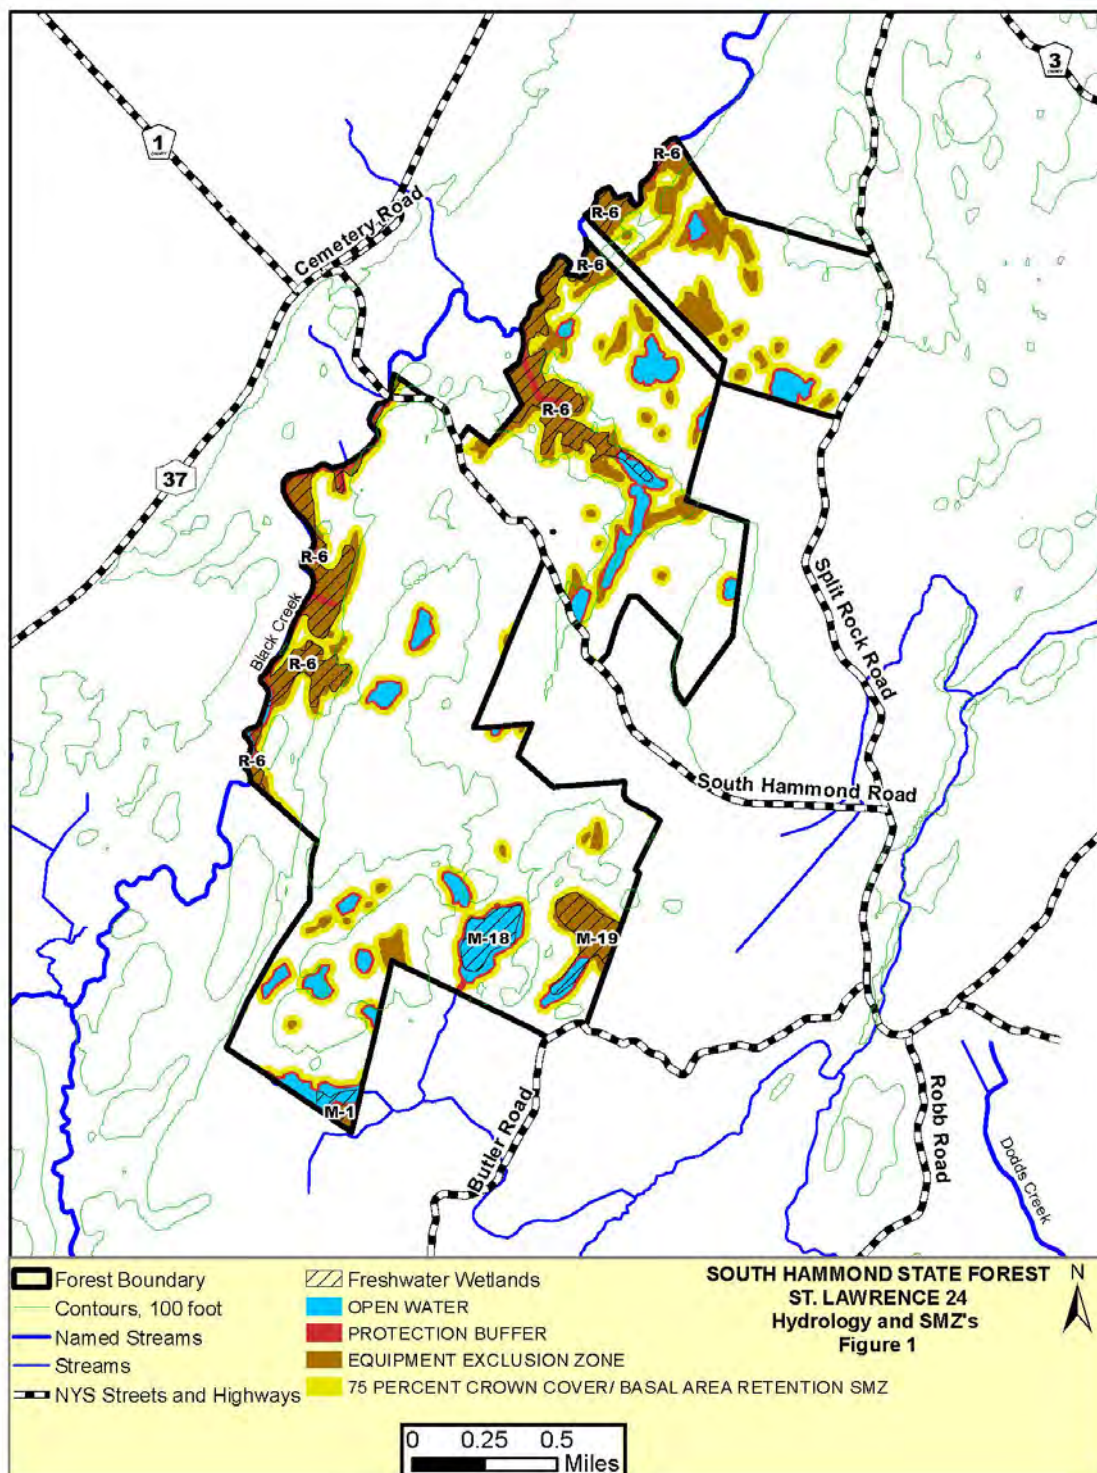 3
COUNTY
1
COUNTY
R-6
Cemetery Road
R-6
R-6
R-6
37
R-6
Black Creek
R-6
Split Rock Road
R-6
South Hammond Road
M-18
M-19
M-1
Butler Road
Robb Road
Dodds Creek
Forest Boundary
Contours, 100 foot
Named Streams
Streams
NYS Streets and Highways
Freshwater Wetlands
OPEN WATER
PROTECTION BUFFER
EQUIPMENT EXCLUSION ZONE
75 PERCENT CROWN COVER/ BASAL AREA RETENTION SMZ
SOUTH HAMMOND STATE FOREST
ST. LAWRENCE 24
Hydrology and SMZ's
Figure 1
N
0 0.25 0.5
Miles